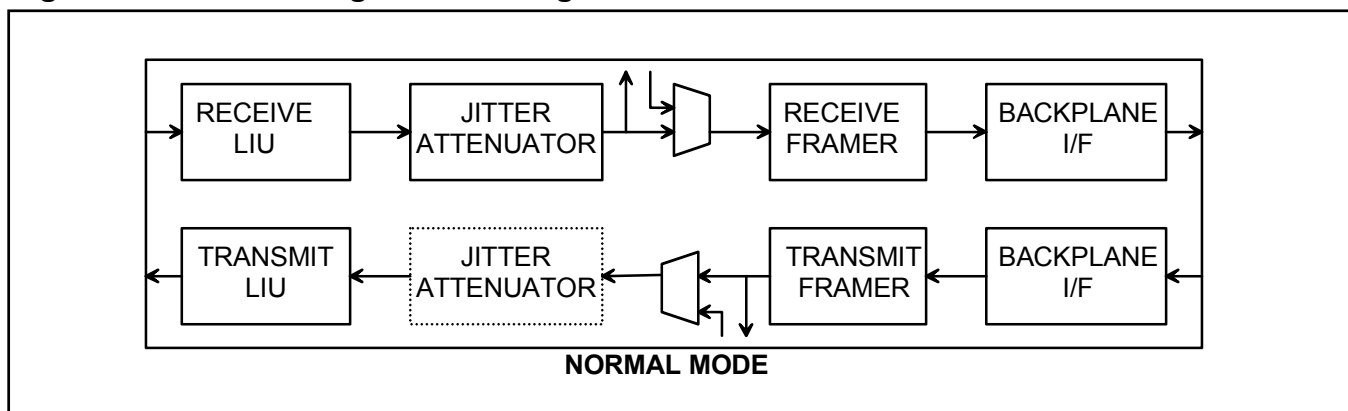 RECEIVE
LIU
JITTER
ATTENUATOR
RECEIVE
FRAMER
BACKPLANE
I/F
TRANSMIT
LIU
JITTER
ATTENUATOR
TRANSMIT
FRAMER
BACKPLANE
I/F
NORMAL MODE